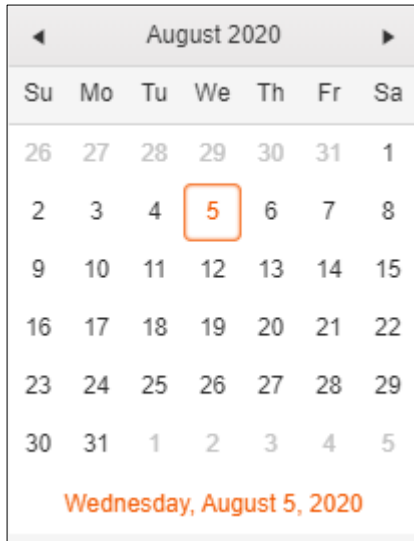 August 2020
Su Mo Tu We Th Fr Sa
26 27 28 29 30 31 1
2 3 4 5 6 7 8
9 10 11 12 13 14 15
16 17 18 19 20 21 22
23 24 25 26 27 28 29
30 31 1 2 3 4 5
Wednesday, August 5, 2020